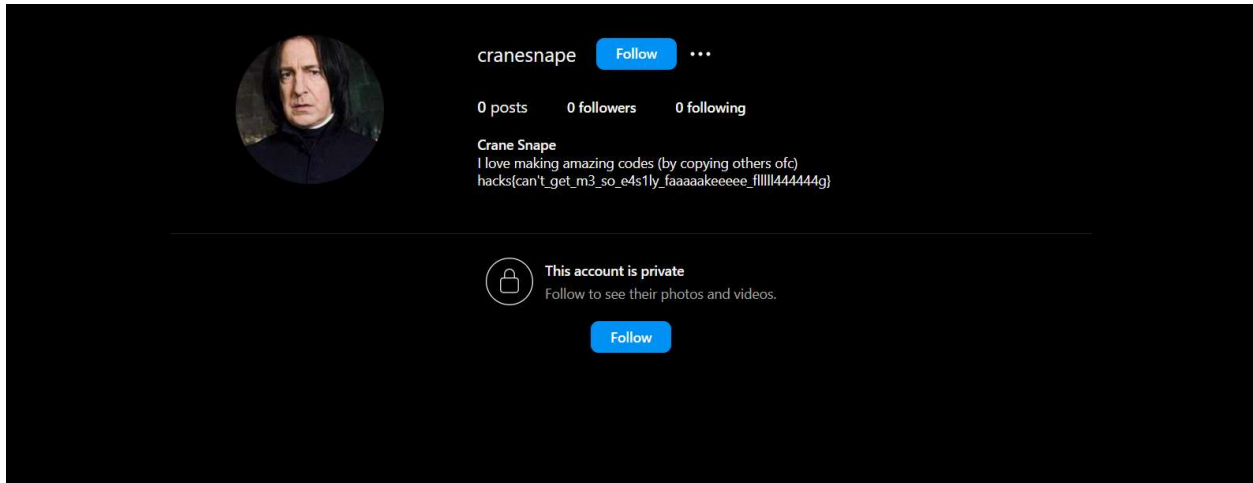 cranesnape Follow ...
0 posts 0 followers 0 following
Crane Snape
I love making amazing codes (by copying others ofc)
hacks{can't_get_m3_so_e4s1ly_faaaaakeeeee_flllll444444g}
This account is private
Follow to see their photos and videos.
Follow